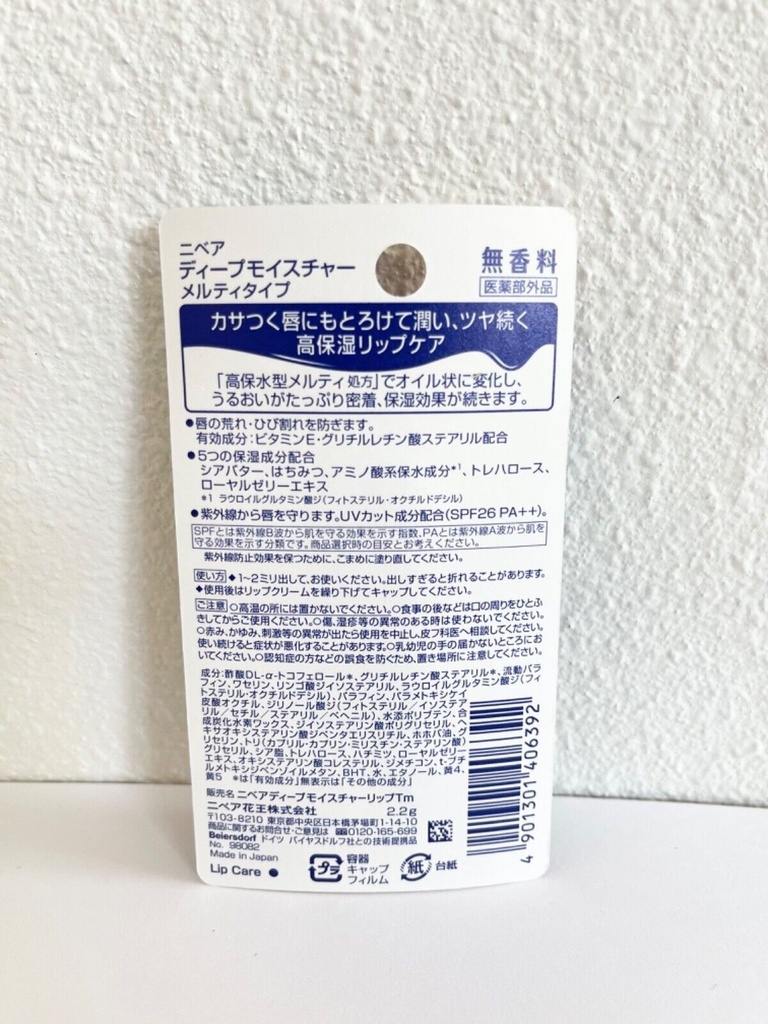 ニベア
ディープモイスチャー
メルティタイプ
無香料
医薬部外品
カサつく唇にもとろけて潤い、ツヤ続く
高保湿リップケア
「高保水型メルティ処方」でオイル状に変化し、
うるおいがたっぷり密着、保湿効果が続きます。
●唇の荒れ・ひび割れを防ぎます。
有効成分:ビタミンE・グリチルレチン酸ステアリル配合
●5つの保湿成分配合
シアバター、はちみつ、アミノ酸系保水成分*1、トレハロース、
ローヤルゼリーエキス
*1 ラウロイルグルタミン酸ジ(フィトステリル・オクチルドデシル)
●紫外線から唇を守ります。UVカット成分配合(SPF26 PA++)。
SPFとは紫外線B波から肌を守る効果を示す指数、PAとは紫外線A波から肌を
守る効果を示す分類です。商品選択時の目安とお考えください。
紫外線防止効果を保つために、こまめに塗り直してください。
使い方 ◆1~2ミリ出して、お使いください。出しすぎると折れることがあります。
◆使用後はリップクリームを繰り下げてキャップしてください。
ご注意 ○高温の所には置かないでください。○食事の後などは口の周りをひとふ
きしてからご使用ください。○傷、湿疹等の異常のある時は使わないでください。
○赤み、かゆみ、刺激等の異常が出たら使用を中止し、皮フ科医へ相談してください。
使い続けると症状が悪化することがあります。○乳幼児の手の届かないところにお
いてください。○認知症の方などの誤食を防ぐため、置き場所に注意してください。
成分:酢酸DL-α-トコフェロール*、グリチルレチン酸ステアリル*、流動パラ
フィン、ワセリン、リンゴ酸ジイソステアリル、ラウロイルグルタミン酸ジ(フィ
トステリル・オクチルドデシル)、パラフィン、パラメトキシケイ
皮酸オクチル、ダイマージリノール酸ジ(フィトステリル/イソステア
リル/セチル/ステアリル/ベヘニル)、水添ポリブテン、合
成炭化水素ワックス、ジイソステアリン酸ポリグリセリル、ヘ
キサオキシステアリン酸ジペンタエリスリチル、ホホバ油、グ
リセリン、トリ(カプリル・カプリン・ミリスチン・ステアリン酸)
グリセリル、シア脂、トレハロース、ハチミツ、ローヤルゼリー
エキス、オキシステアリン酸コレステリル、ジメチコン、t-ブチ
ルメトキシジベンゾイルメタン、BHT、水、エタノール、黄4、
黄5 *は「有効成分」無表示は「その他の成分」
販売名 ニベアディープモイスチャーリップTm
ニベア花王株式会社 2.2g
〒103-8210 東京都中央区日本橋茅場町1-14-10
商品に関するお問合せ・ご意見は 0120-165-699
Beiersdorf ドイツ バイヤスドルフ社との技術提携品
No. 98082
Made in Japan
Lip Care ●
プラ
容器
キャップ
フィルム
紙
台紙
4 901301 406392